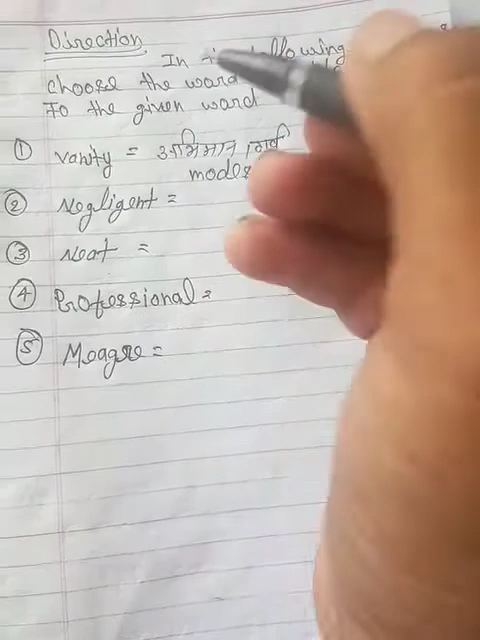 Direction
In following
choose the word
To the given word
① Vanity = अभिमान, गर्व
modes
② Negligent =
③ Neat =
④ Professional =
⑤ Meagre =